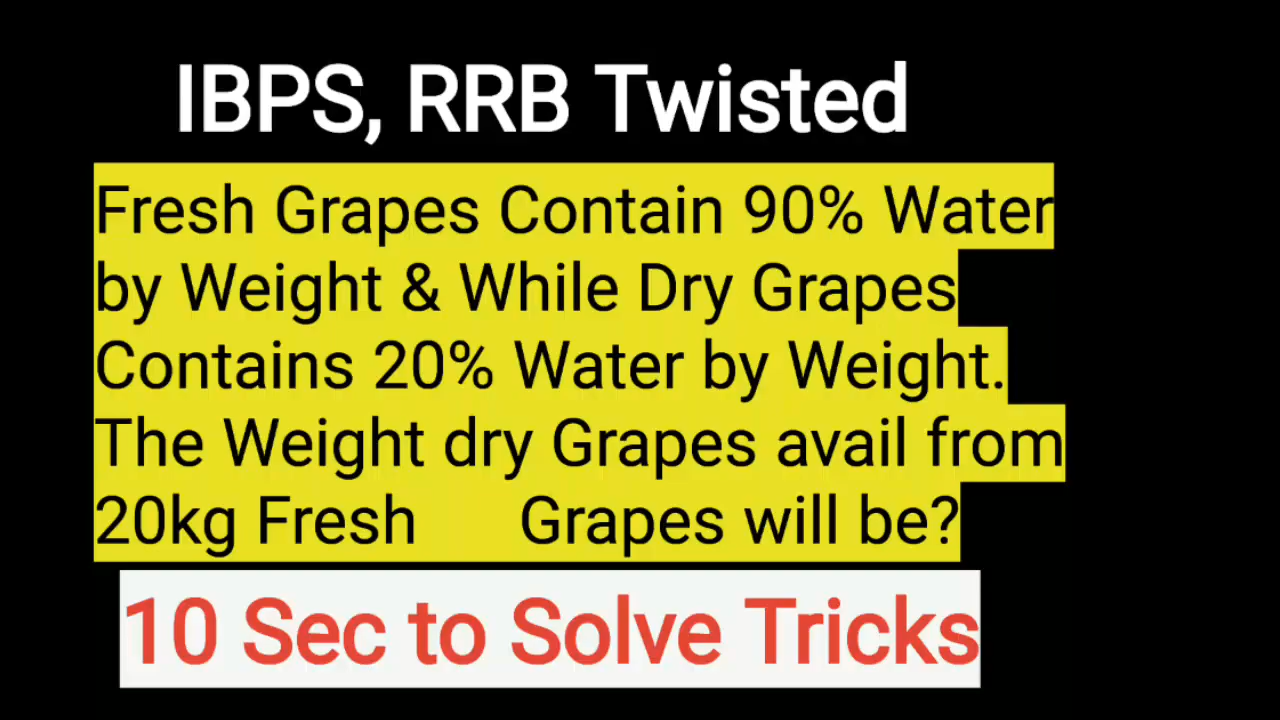 IBPS, RRB Twisted
Fresh Grapes Contain 90% Water
by Weight & While Dry Grapes
Contains 20% Water by Weight.
The Weight dry Grapes avail from
20kg Fresh Grapes will be?
10 Sec to Solve Tricks